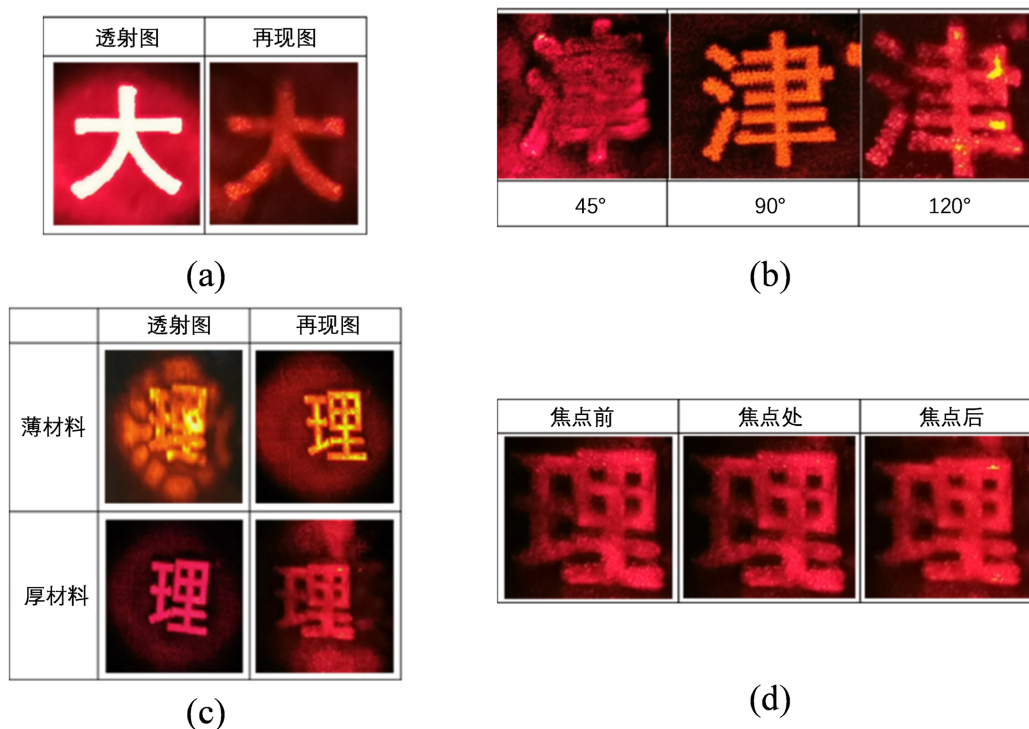 透射图 再现图
大 大
(a)
津 津 津
45° 90° 120°
(b)
透射图 再现图
薄材料 理 理
厚材料 理 理
(c)
焦点前 焦点处 焦点后
理 理 理
(d)